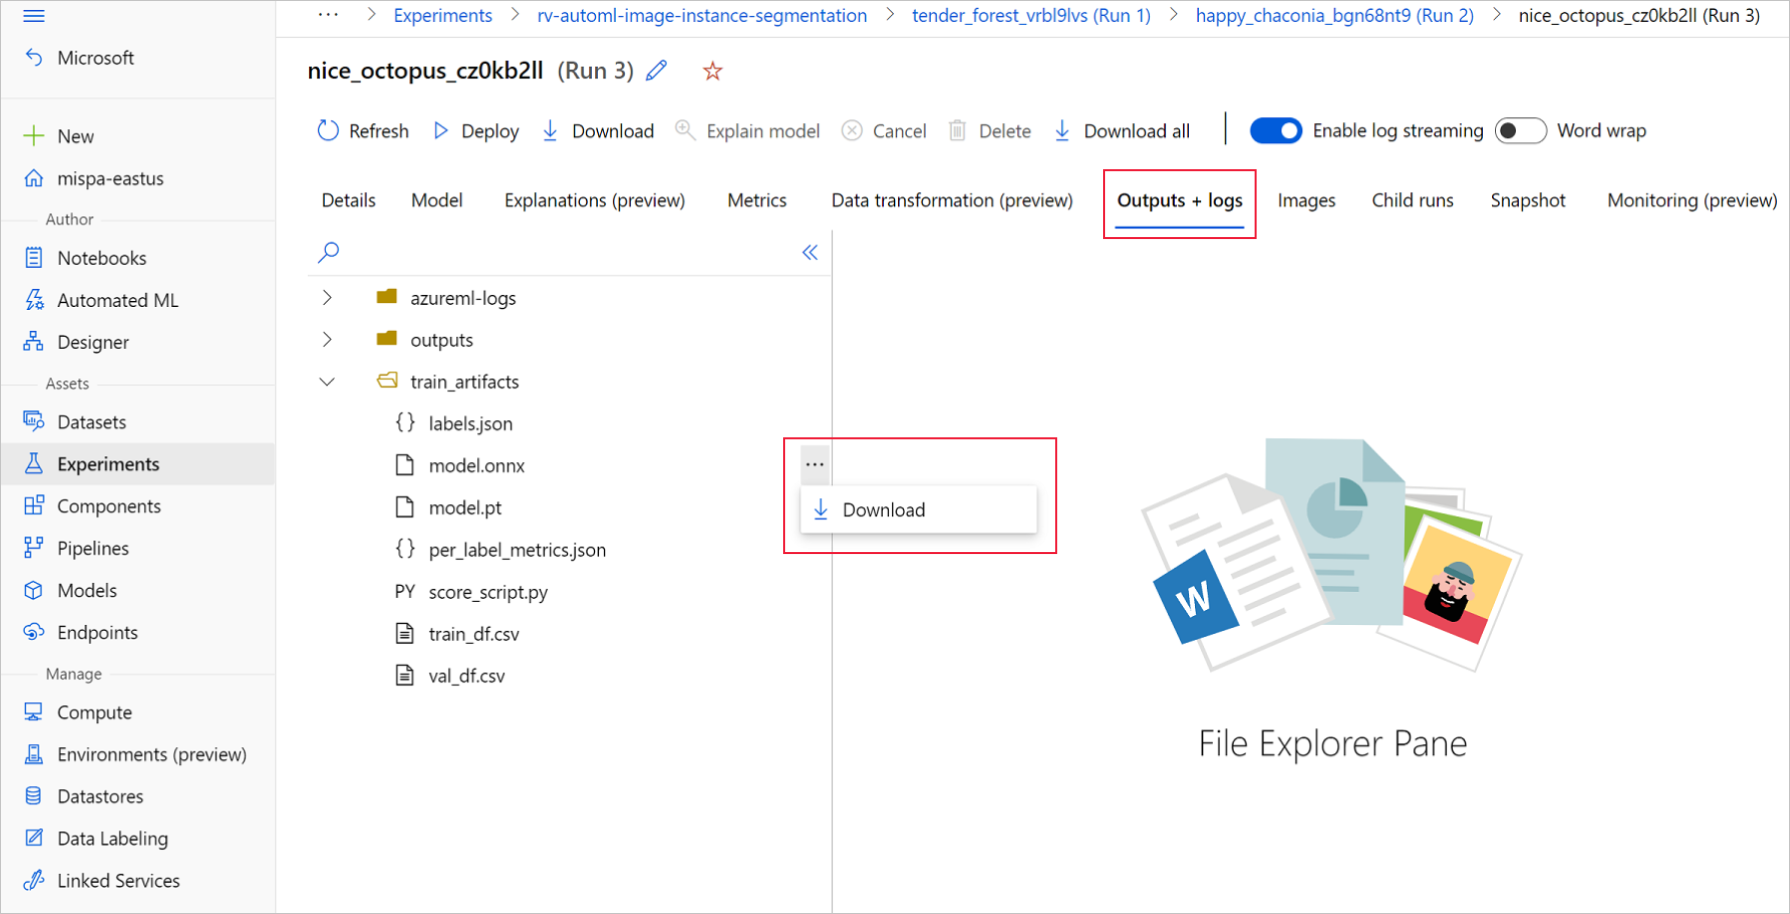 ··· > Experiments > rv-automl-image-instance-segmentation > tender_forest_vrbl9lvs (Run 1) > happy_chaconia_bgn68nt9 (Run 2) > nice_octopus_cz0kb2ll (Run 3)
Microsoft
New
mispa-eastus
Author
Notebooks
Automated ML
Designer
Assets
Datasets
Experiments
Components
Pipelines
Models
Endpoints
Manage
Compute
Environments (preview)
Datastores
Data Labeling
Linked Services
nice_octopus_cz0kb2ll (Run 3)
Refresh Deploy Download Explain model Cancel Delete Download all Enable log streaming Word wrap
Details Model Explanations (preview) Metrics Data transformation (preview) Outputs + logs Images Child runs Snapshot Monitoring (preview)
azureml-logs
outputs
train_artifacts
{} labels.json
model.onnx ···
Download
model.pt
{} per_label_metrics.json
PY score_script.py
train_df.csv
val_df.csv
W
File Explorer Pane